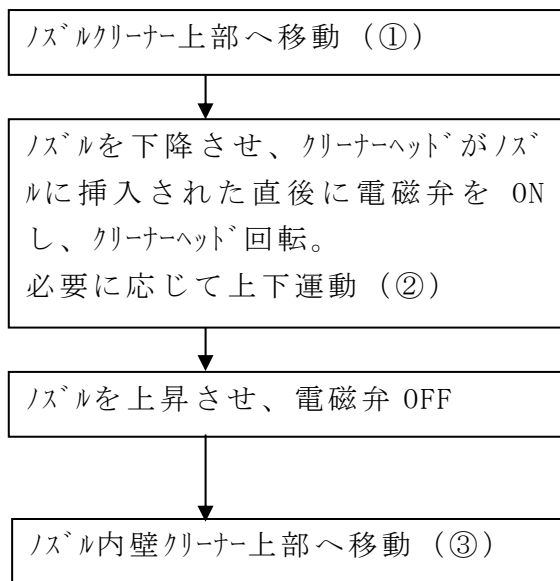 ﾉｽﾞﾙｸﾘｰﾅｰ上部へ移動（①）
ﾉｽﾞﾙを下降させ、ｸﾘｰﾅｰﾍｯﾄﾞがﾉｽﾞ
ﾙに挿入された直後に電磁弁を ON
し、ｸﾘｰﾅｰﾍｯﾄﾞ回転。
必要に応じて上下運動（②）
ﾉｽﾞﾙを上昇させ、電磁弁 OFF
ﾉｽﾞﾙ内壁ｸﾘｰﾅｰ上部へ移動（③）